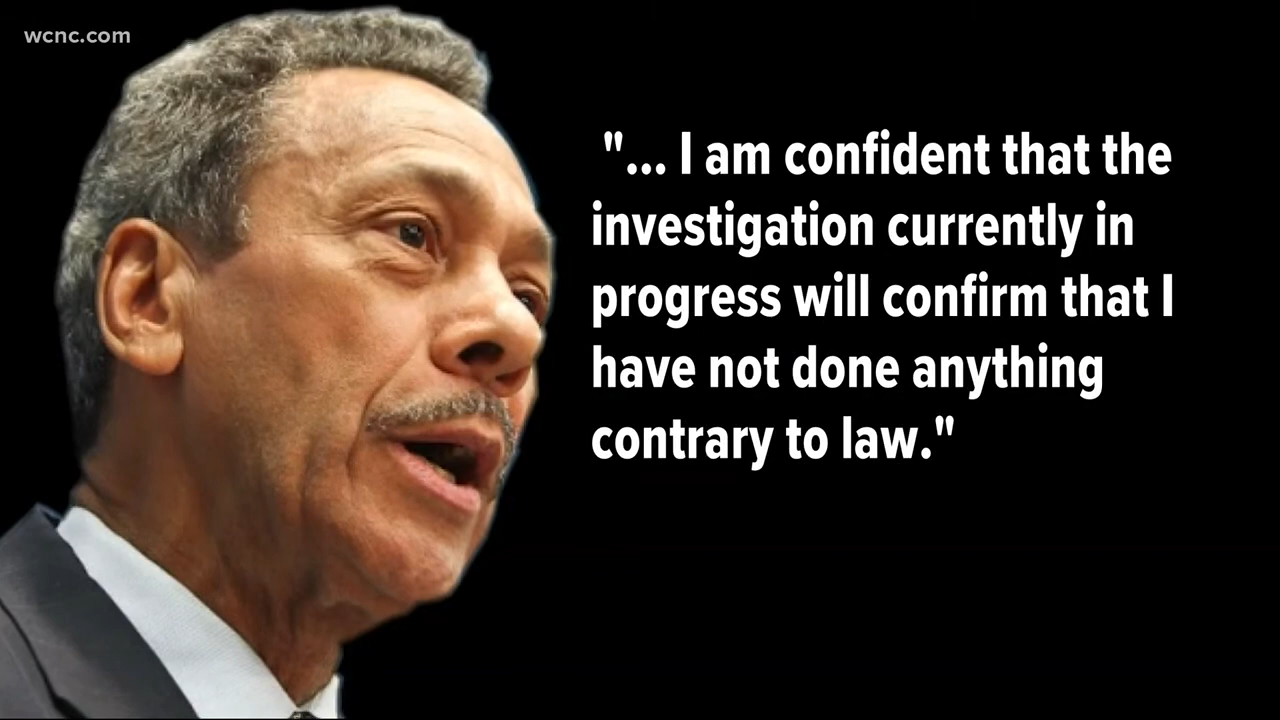 wcnc.com
"... I am confident that the
investigation currently in
progress will confirm that I
have not done anything
contrary to law."